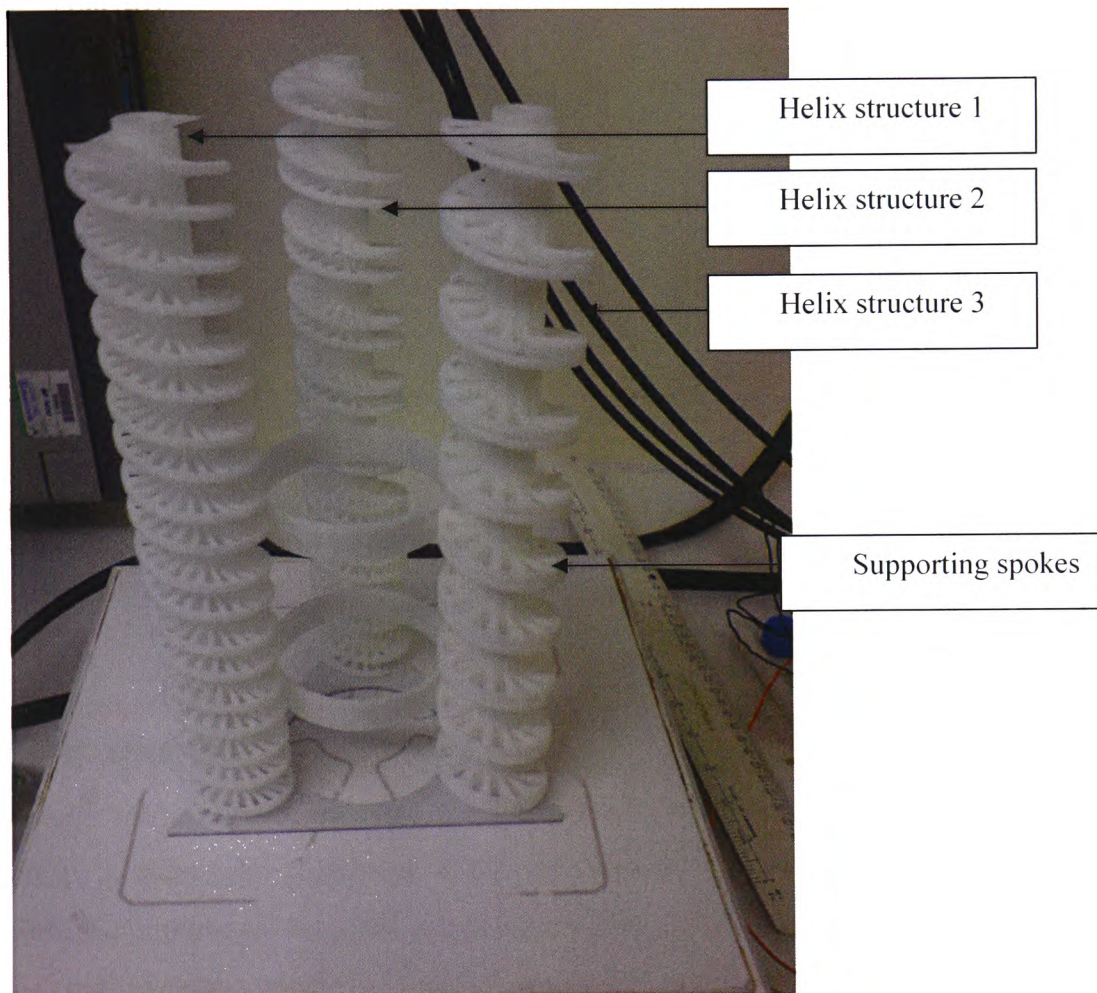 Helix structure 1
Helix structure 2
Helix structure 3
Supporting spokes